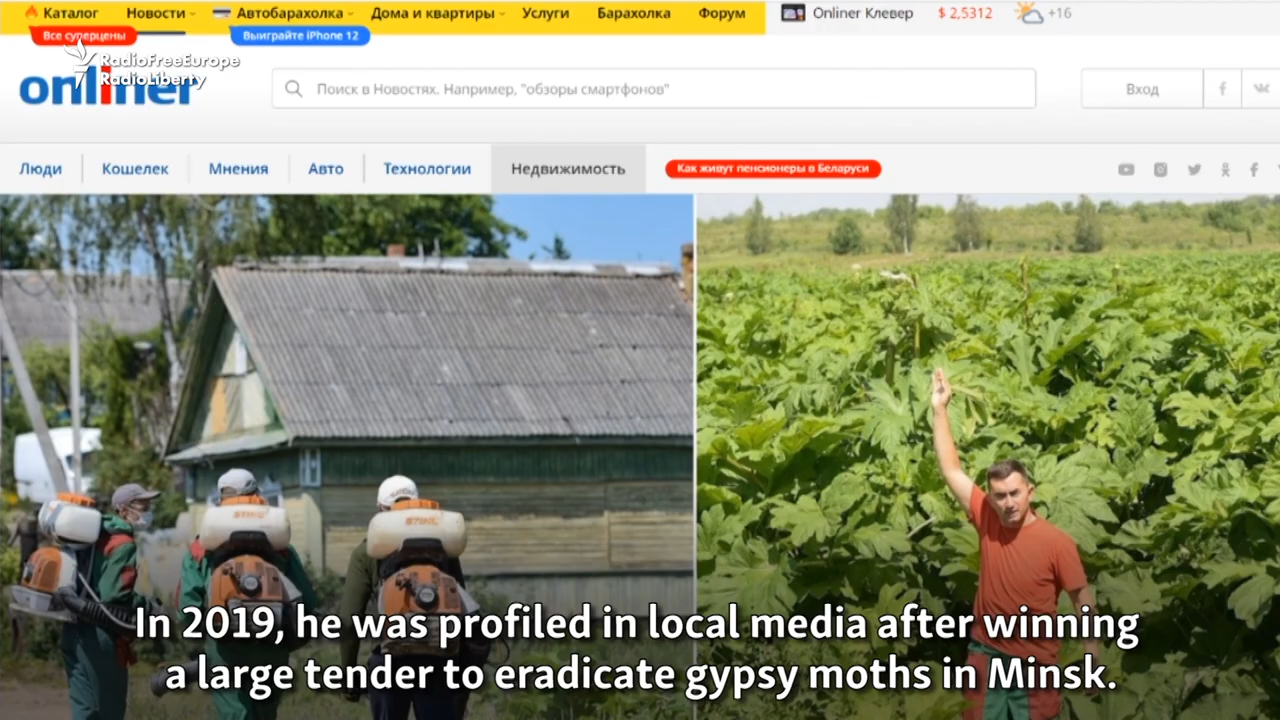 Каталог Новости Автобарахолка Дома и квартиры Услуги Барахолка Форум Onliner Клевер $ 2,5312 +16
Все суперцены Выиграйте iPhone 12
RadioFreeEurope
RadioLiberty
onliner
Поиск в Новостях. Например, "обзоры смартфонов"
Вход
Люди Кошелек Мнения Авто Технологии Недвижимость Как живут пенсионеры в Беларуси
STIHL STIHL
In 2019, he was profiled in local media after winning
a large tender to eradicate gypsy moths in Minsk.